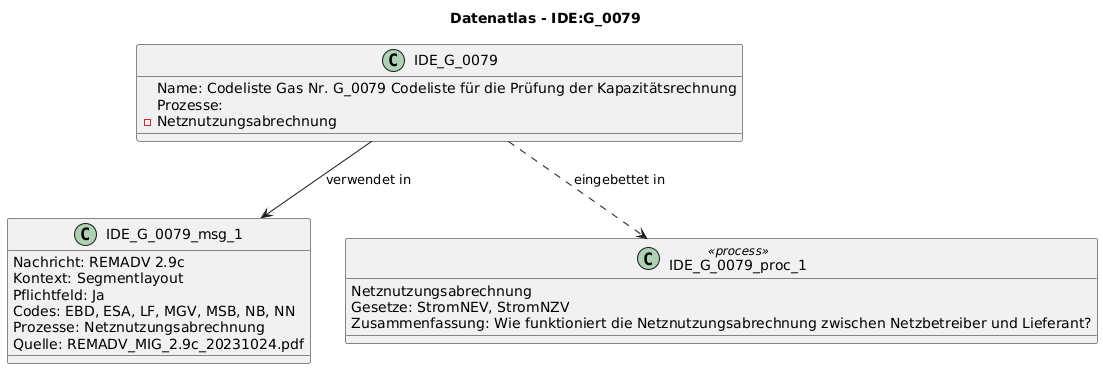 Datenatlas - IDE:G_0079
C IDE_G_0079
Name: Codeliste Gas Nr. G_0079 Codeliste für die Prüfung der Kapazitätsrechnung
Prozesse:
Netznutzungsabrechnung
verwendet in
eingebettet in
C IDE_G_0079_msg_1
Nachricht: REMADV 2.9c
Kontext: Segmentlayout
Pflichtfeld: Ja
Codes: EBD, ESA, LF, MGV, MSB, NB, NN
Prozesse: Netznutzungsabrechnung
Quelle: REMADV_MIG_2.9c_20231024.pdf
«process»
C IDE_G_0079_proc_1
Netznutzungsabrechnung
Gesetze: StromNEV, StromNZV
Zusammenfassung: Wie funktioniert die Netznutzungsabrechnung zwischen Netzbetreiber und Lieferant?